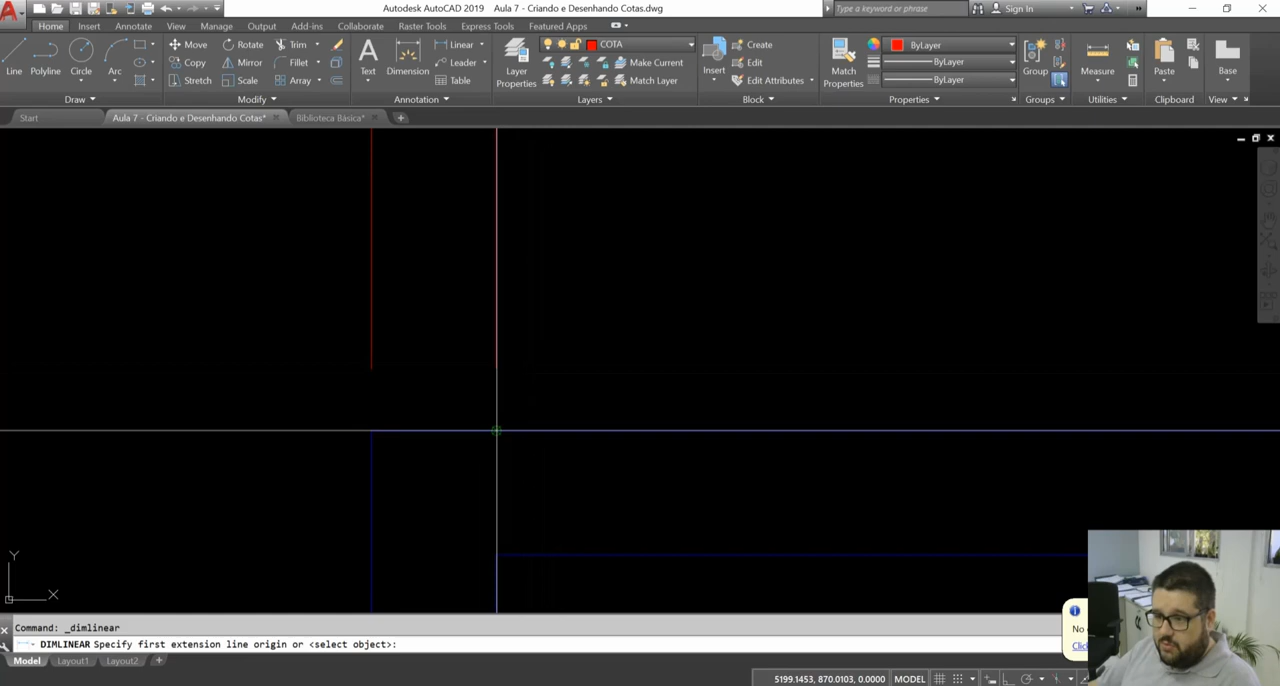 Autodesk AutoCAD 2019 Aula 7 - Criando e Desenhando Cotas.dwg
Type a keyword or phrase
Sign In
Home Insert Annotate View Manage Output Add-ins Collaborate Raster Tools Express Tools Featured Apps
Line
Polyline
Circle
Arc
Move
Rotate
Trim
Copy
Mirror
Fillet
Stretch
Scale
Array
Text
Dimension
Linear
Leader
Table
Layer
Properties
COTA
Make Current
Match Layer
Insert
Create
Edit
Edit Attributes
Match
Properties
ByLayer
ByLayer
ByLayer
Group
Measure
Paste
Base
Draw
Modify
Annotation
Layers
Block
Properties
Groups
Utilities
Clipboard
View
Start
Aula 7 - Criando e Desenhando Cotas*
Biblioteca Básica*
Y
X
No
Command: _dimlinear
DIMLINEAR Specify first extension line origin or <select object>:
Model
Layout1
Layout2
5199.1453, 870.0103, 0.0000
MODEL